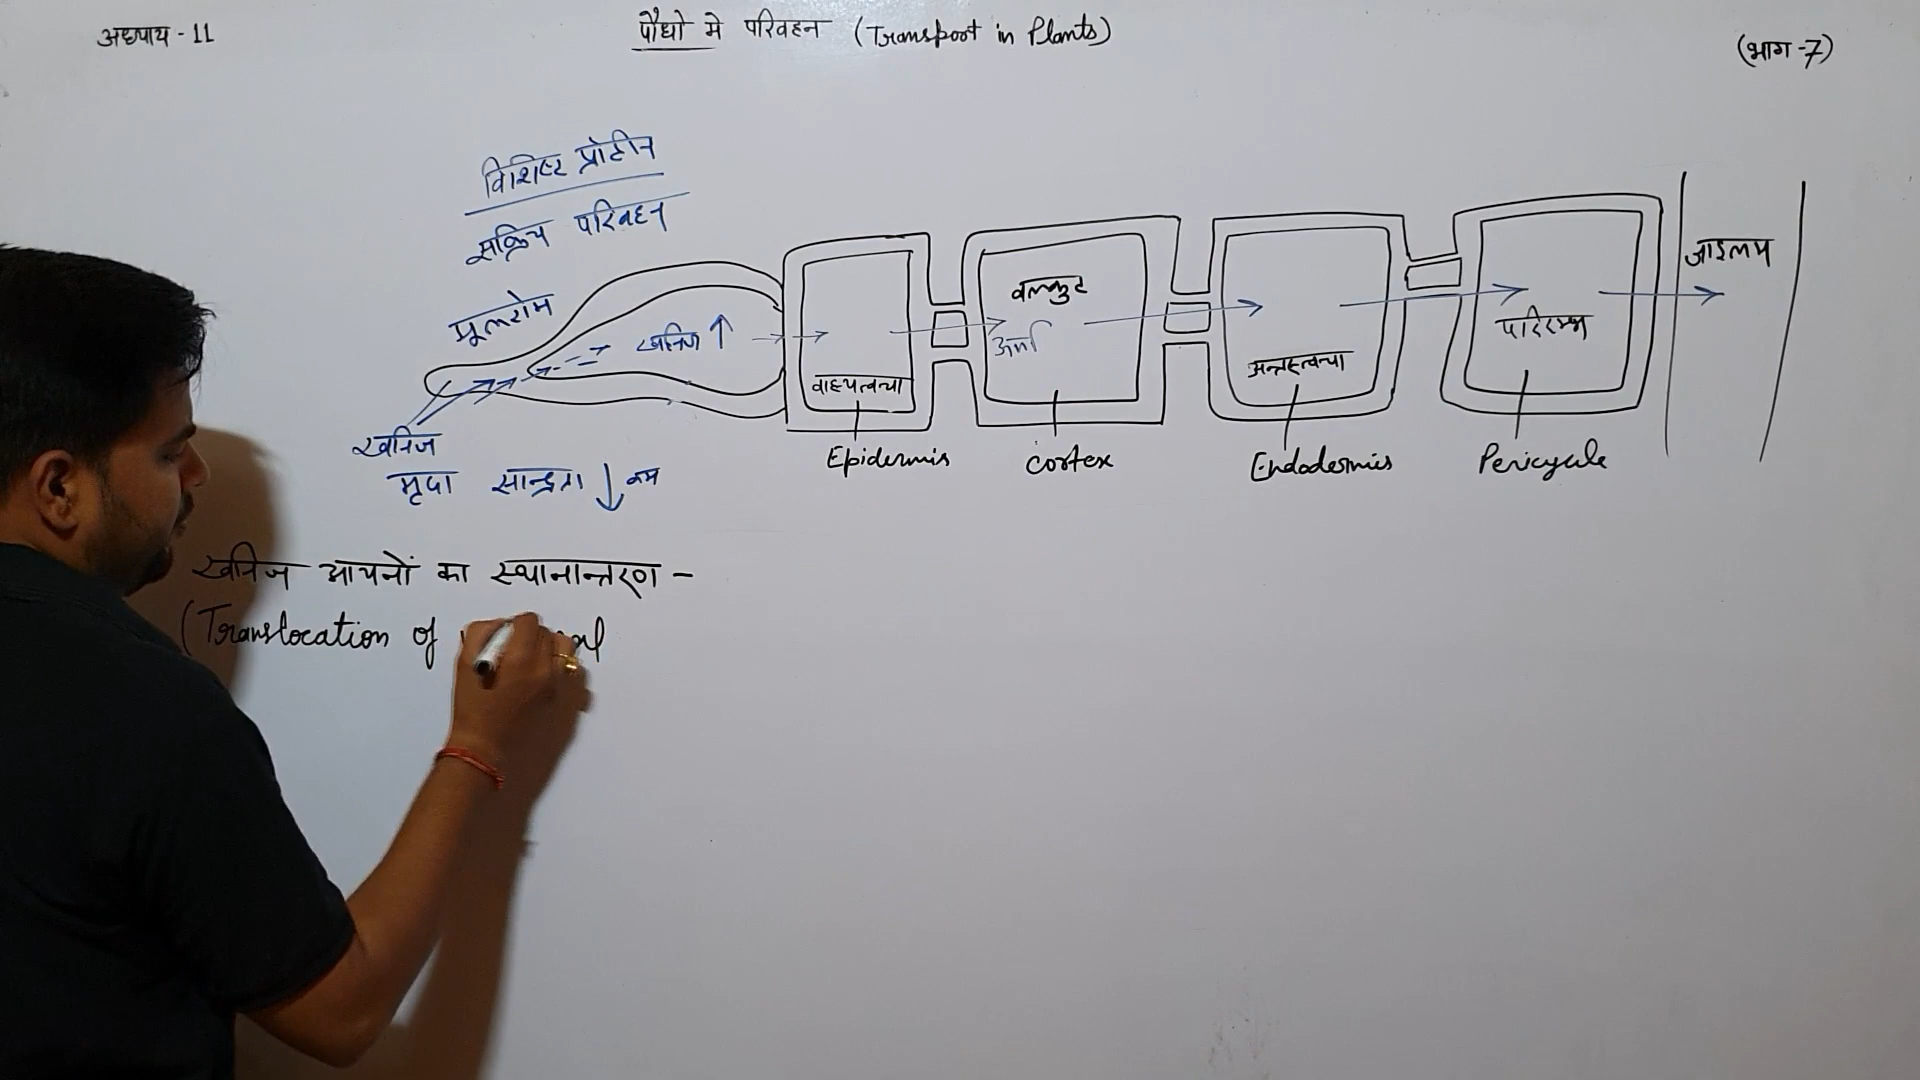 अध्याय - 11
पौधो मे परिवहन (Transport in Plants)
(भाग -7)
विशिष्ट प्रोटीन
सक्रिय परिवहन
मूलरोम
खनिज ↑
खनिज
मृदा सान्द्रता ↓ कम
वाह्यत्वचा
वल्कुट
अन्तस्त्वचा
परिरम्भ
जाइलम
Epidermis
Cortex
Endodermis
Pericycle
खनिज आयनों का स्थानान्तरण -
(Translocation of